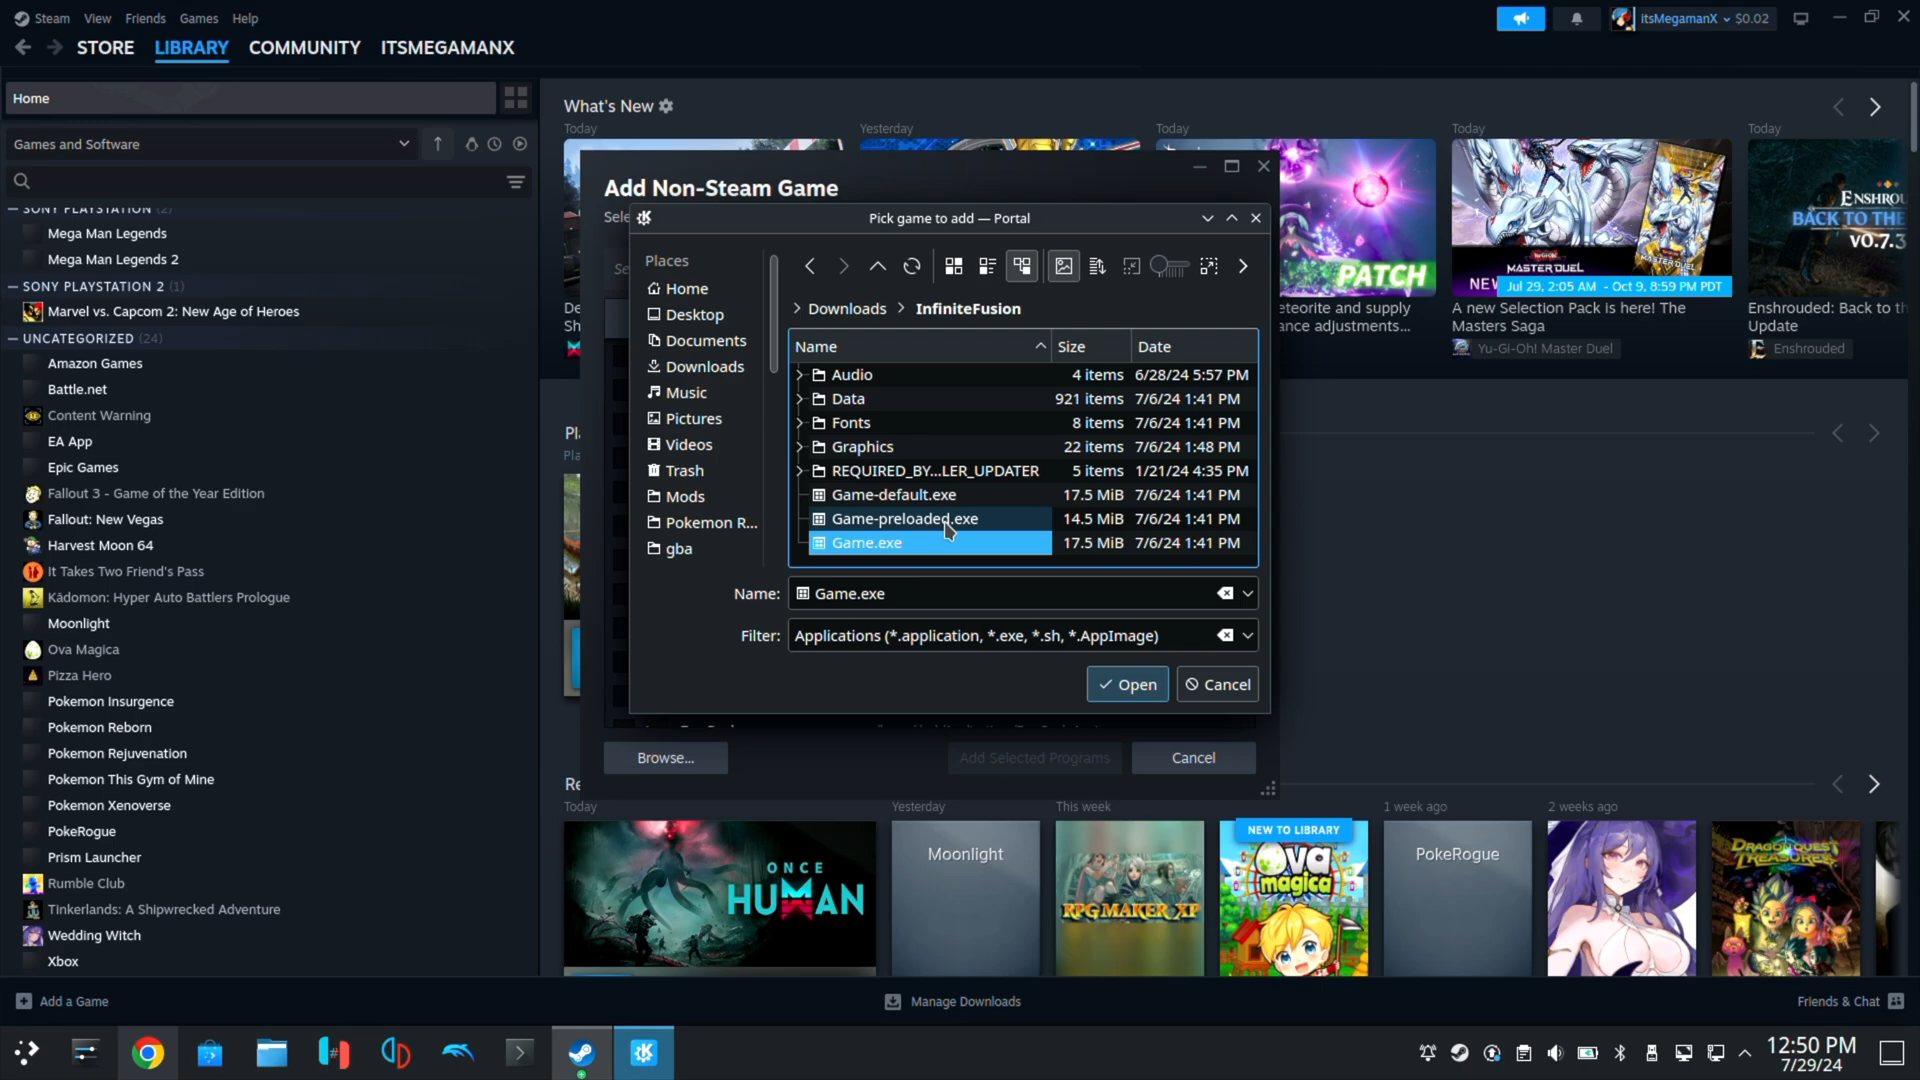 Steam View Friends Games Help
itsMegamanX $0.02
STORE LIBRARY COMMUNITY ITSMEGAMANX
Home
Games and Software
SONY PLAYSTATION (2)
Mega Man Legends
Mega Man Legends 2
SONY PLAYSTATION 2 (1)
Marvel vs. Capcom 2: New Age of Heroes
UNCATEGORIZED (24)
Amazon Games
Battle.net
Content Warning
EA App
Epic Games
Fallout 3 - Game of the Year Edition
Fallout: New Vegas
Harvest Moon 64
It Takes Two Friend's Pass
Kādomon: Hyper Auto Battlers Prologue
Moonlight
Ova Magica
Pizza Hero
Pokemon Insurgence
Pokemon Reborn
Pokemon Rejuvenation
Pokemon This Gym of Mine
Pokemon Xenoverse
PokeRogue
Prism Launcher
Rumble Club
Tinkerlands: A Shipwrecked Adventure
Wedding Witch
Xbox
What's New
Today Yesterday Today Today Today
PATCH
eteorite and supply
ance adjustments...
MASTER DUEL
Jul 29, 2:05 AM - Oct 9, 8:59 PM PDT
A new Selection Pack is here! The
Masters Saga
Yu-Gi-Oh! Master Duel
ENSHROU
BACK TO THE
v0.7.3
Enshrouded: Back to th
Update
Enshrouded
Add Non-Steam Game
Sele
Pick game to add — Portal
Places
Home
Desktop
Documents
Downloads
Music
Pictures
Videos
Trash
Mods
Pokemon R...
gba
Downloads > InfiniteFusion
Name Size Date
Audio 4 items 6/28/24 5:57 PM
Data 921 items 7/6/24 1:41 PM
Fonts 8 items 7/6/24 1:41 PM
Graphics 22 items 7/6/24 1:48 PM
REQUIRED_BY...LER_UPDATER 5 items 1/21/24 4:35 PM
Game-default.exe 17.5 MiB 7/6/24 1:41 PM
Game-preloaded.exe 14.5 MiB 7/6/24 1:41 PM
Game.exe 17.5 MiB 7/6/24 1:41 PM
Name: Game.exe
Filter: Applications (*.application, *.exe, *.sh, *.AppImage)
Open Cancel
Browse... Add Selected Programs Cancel
Re
Today Yesterday This week 1 week ago 2 weeks ago
ONCE
HUMAN
Moonlight
RPG MAKER XP
NEW TO LIBRARY
Ova
magica
PokeRogue
DRAGON QUEST
TREASURES
Add a Game Manage Downloads Friends & Chat
12:50 PM
7/29/24